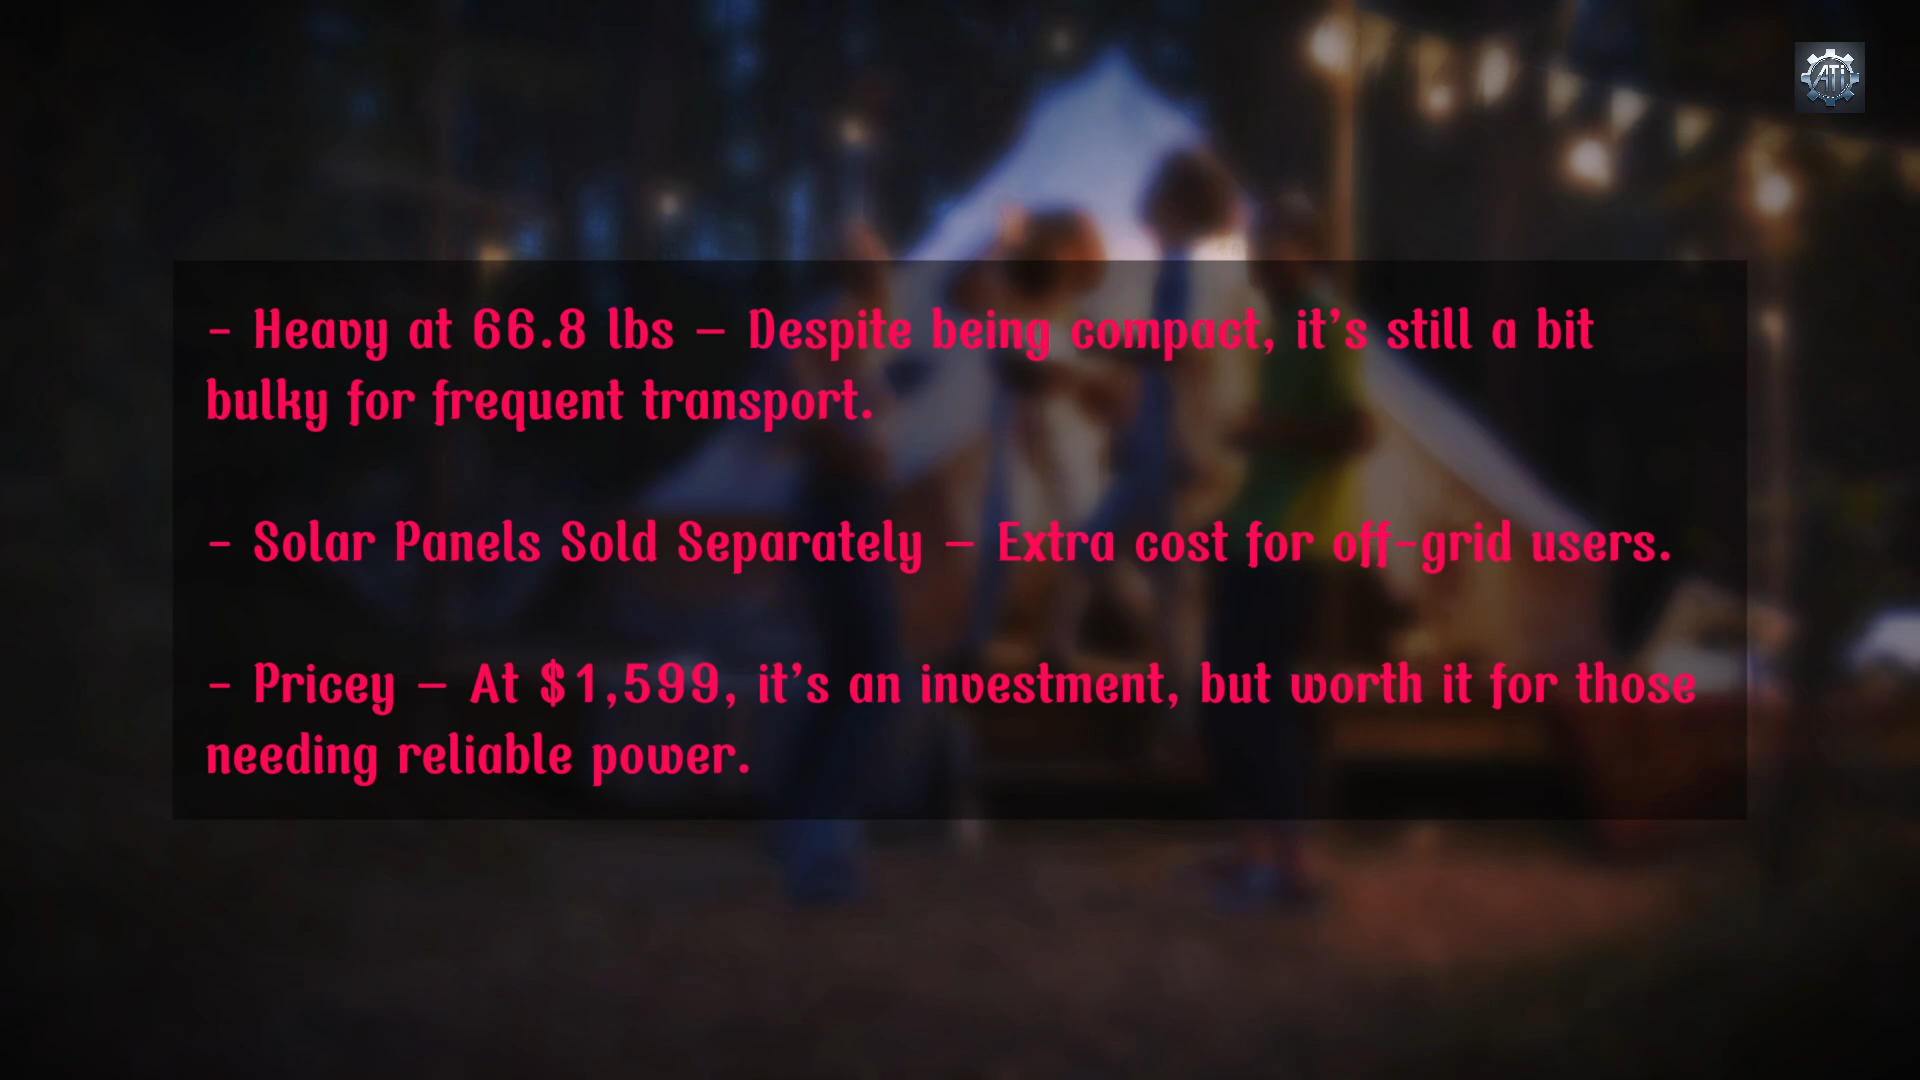 ATi
- Heavy at 66.8 lbs – Despite being compact, it’s still a bit
bulky for frequent transport.
- Solar Panels Sold Separately – Extra cost for off-grid users.
- Pricey – At $1,599, it’s an investment, but worth it for those
needing reliable power.